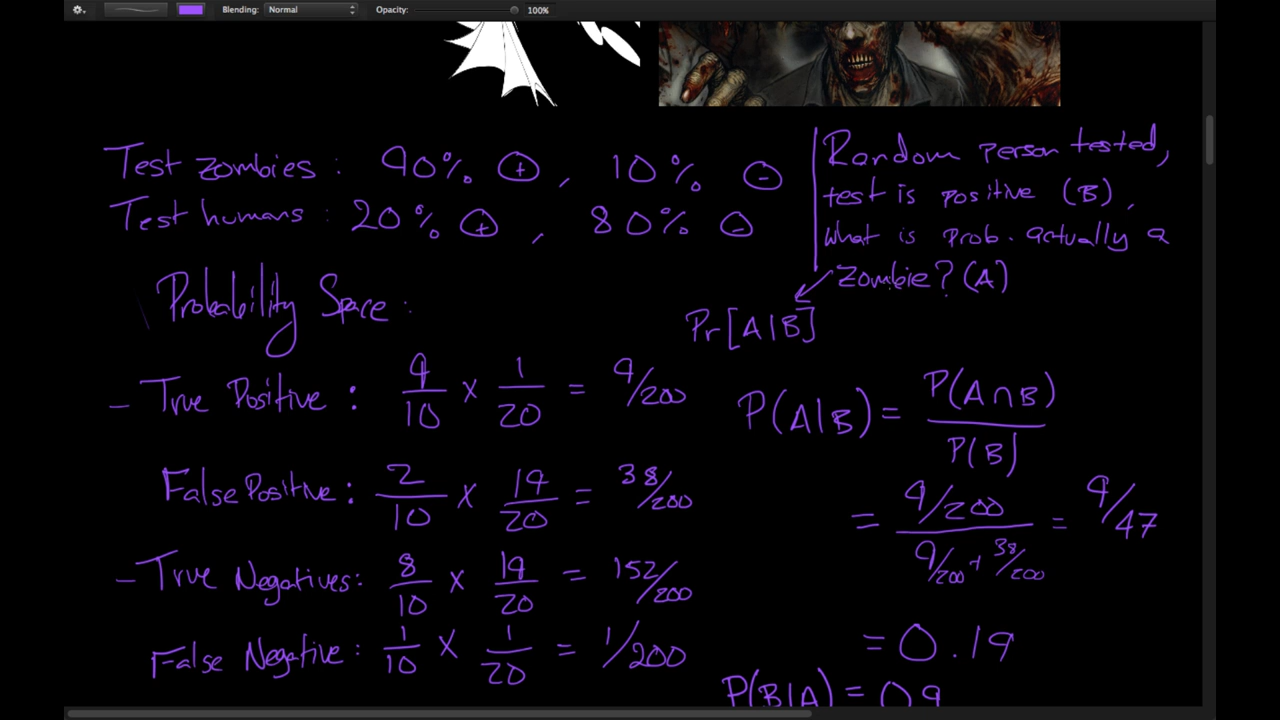 Blending: Normal Opacity: 100%
Test zombies: 90% ⊕, 10% ⊖
Test humans: 20% ⊕, 80% ⊖
Random person tested,
test is positive (B),
what is prob. actually a
zombie? (A)
Pr[A|B]
Probability Space:
- True Positive: 9/10 × 1/20 = 9/200
False Positive: 2/10 × 19/20 = 38/200
- True Negatives: 8/10 × 19/20 = 152/200
False Negative: 1/10 × 1/20 = 1/200
P(A|B) = P(A∩B)/P(B)
= 9/200 / 9/200 + 38/200 = 9/47
= 0.19
P(B|A) = 0.9